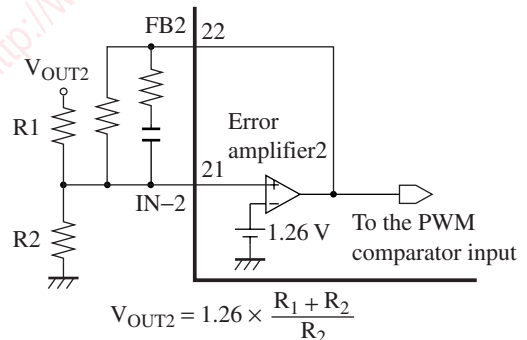 http://w
FB2
22
VOUT2
R1
Error
amplifier2
21
IN–2
R2
1.26 V
To the PWM
comparator input
VOUT2 = 1.26 × R1 + R2
R2